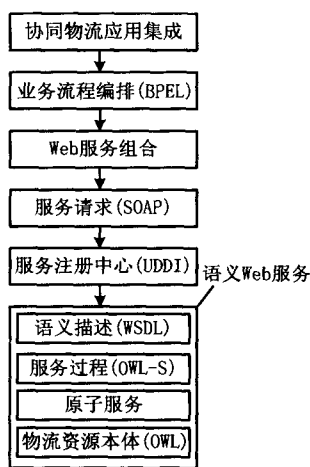 协同物流应用集成
业务流程编排(BPEL)
Web服务组合
服务请求(SOAP)
服务注册中心(UDDI)
语义Web服务
语义描述(WSDL)
服务过程(OWL-S)
原子服务
物流资源本体(OWL)